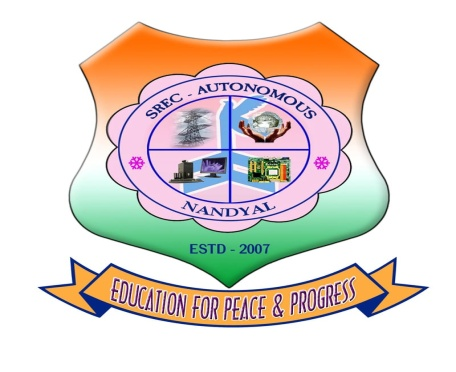 SREC - AUTONOMOUS
NANDYAL
ESTD - 2007
EDUCATION FOR PEACE & PROGRESS